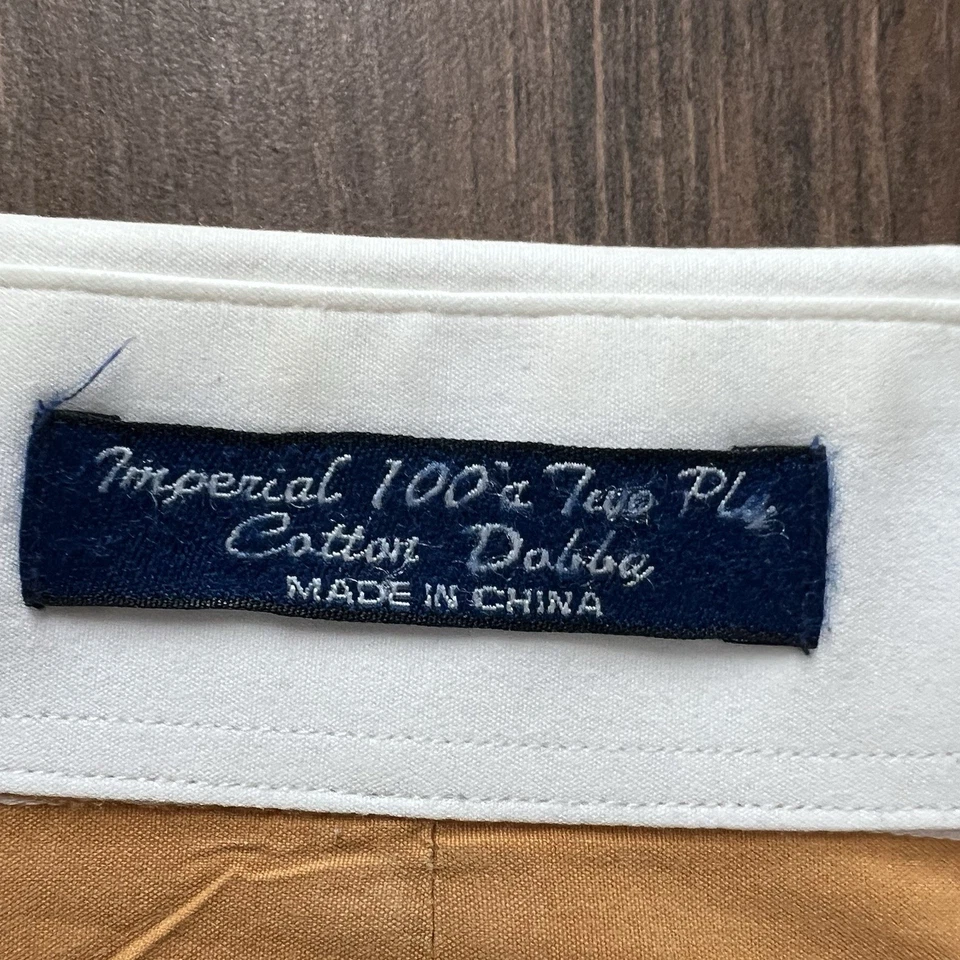 Imperial 100's Two Ply
Cotton Dobby
MADE IN CHINA